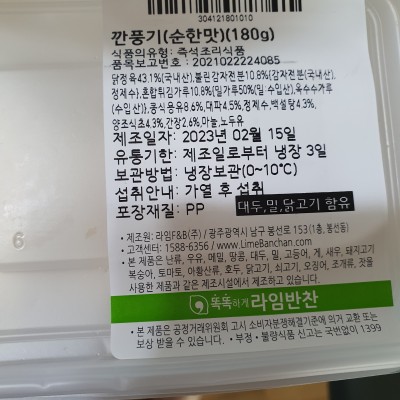 304121801010
깐풍기(순한맛)(180g)
식품의유형: 즉석조리식품
품목보고번호: 2021022224085
닭정육43.1%(국내산),불린감자전분10.8%{감자전분(국내산),
정제수},혼합튀김가루10.8%{밀가루50%(밀:수입산),옥수수가루
(수입산)},콩식용유8.6%,대파4.5%,정제수,백설탕4.3%,
양조식초4.3%,간장2.6%,마늘,노두유
제조일자: 2023년 02월 15일
유통기한: 제조일로부터 냉장 3일
보관방법: 냉장보관(0~10℃)
섭취안내: 가열 후 섭취
포장재질: PP
대두,밀,닭고기 함유
• 제조원: 라임F&B(주) / 광주광역시 남구 봉선로 153(1층, 봉선동)
• 고객센터: 1588-6356 / www.LimeBanchan.com
• 본 제품은 난류, 우유, 메밀, 땅콩, 대두, 밀, 고등어, 게, 새우, 돼지고기
복숭아, 토마토, 아황산류, 호두, 닭고기, 쇠고기, 오징어, 조개류, 잣을
사용한 제품과 같은 제조시설에서 제조하고 있습니다.
똑똑하게 라임반찬
• 본 제품은 공정거래위원회 고시 소비자분쟁해결기준에 의거 교환 또는
보상 받을 수 있습니다. • 부정・불량식품 신고는 국번없이 1399
6